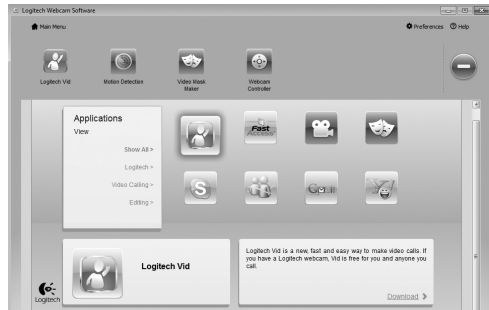 Logitech Webcam Software
Main Menu
Preferences
Help
Logitech Vid
Motion Detection
Video Mask
Maker
Webcam
Controller
Applications
View
Show All >
Logitech >
Video Calling >
Editing >
Fast
Access
S
Gmail
Y!
Logitech Vid
Logitech Vid is a new, fast and easy way to make video calls. If
you have a Logitech webcam, Vid is free for you and anyone you
call.
Download >
Logitech